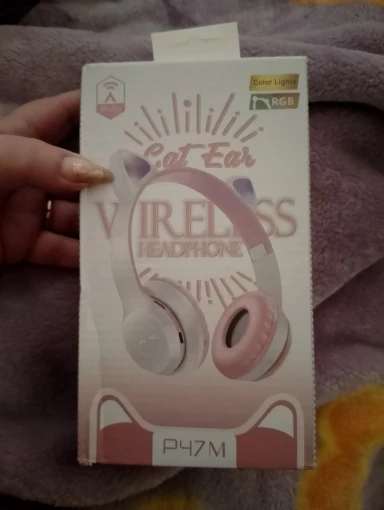 Color Lights
RGB
Cat Ear
WIRELESS
HEADPHONE
P47M